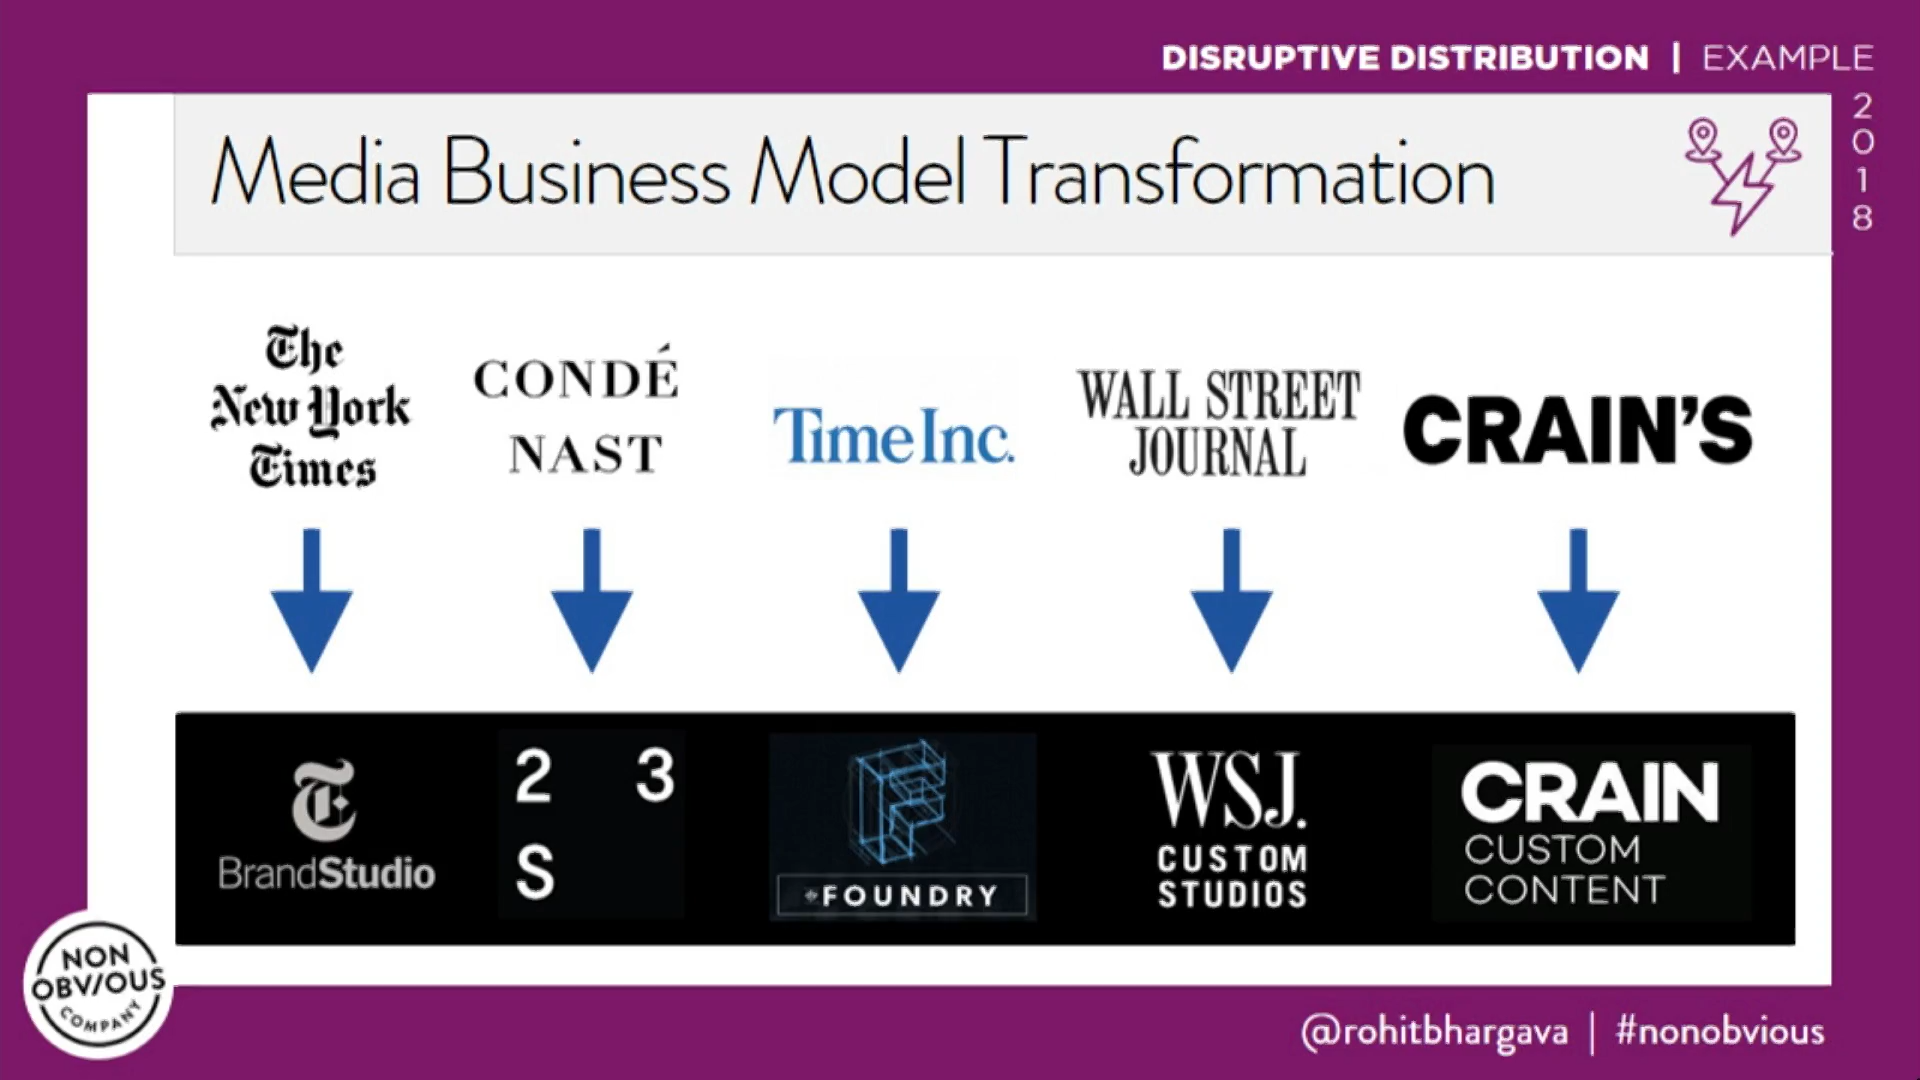 DISRUPTIVE DISTRIBUTION | EXAMPLE
2
0
1
8
Media Business Model Transformation
The
New York
Times
CONDÉ
NAST
Time Inc.
WALL STREET
JOURNAL
CRAIN'S
T
BrandStudio
2 3
S
F
FOUNDRY
WSJ.
CUSTOM
STUDIOS
CRAIN
CUSTOM
CONTENT
NON
OBV/OUS
COMPANY
@rohitbhargava | #nonobvious